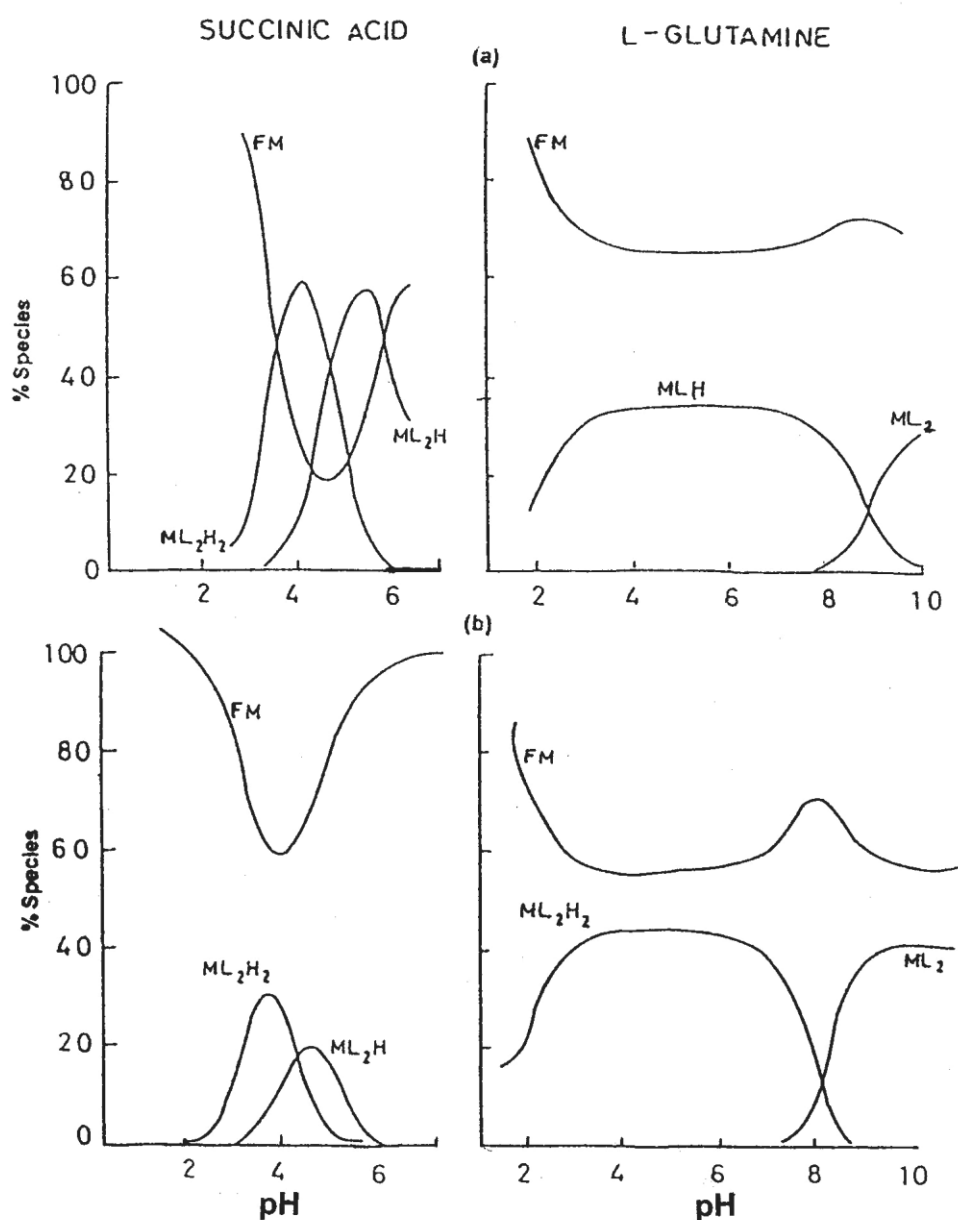 SUCCINIC ACID
L-GLUTAMINE
(a)
100
80
60
40
20
0
% Species
FM
ML₂H₂
ML₂H
2 4 6
FM
MLH
ML₂
2 4 6 8 10
(b)
100
80
60
40
20
0
% Species
FM
ML₂H₂
ML₂H
2 4 6
pH
FM
ML₂H₂
ML₂
2 4 6 8 10
pH